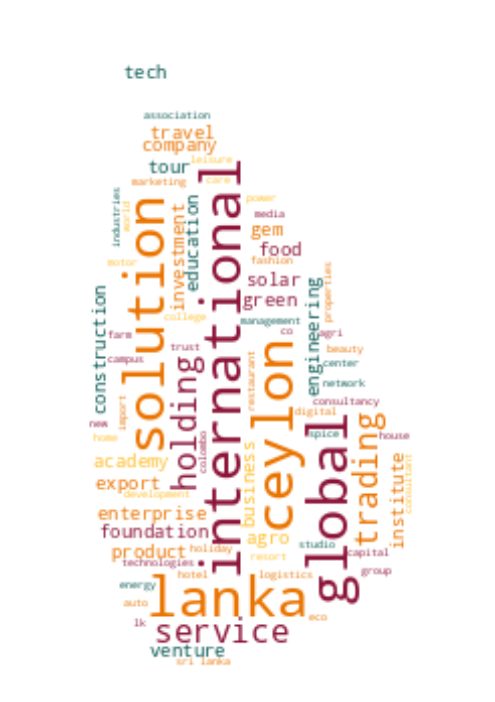 tech
association
travel
company
tour
leisure
marketing
care
industries
world
solution
investment
education
international
power
media
gem
food
fashion
motor
solar
green
properties
engineering
construction
college
management
co
agri
farm
trust
beauty
campus
holding
restaurant
ceylon
center
network
consultancy
new
import
digital
home
colombo
global
trading
spice
house
academy
business
institute
consultant
export
development
enterprise
foundation
agro
product
holiday
studio
capital
technologies
resort
group
hotel
logistics
energy
lanka
auto
eco
lk
service
venture
sri lanka